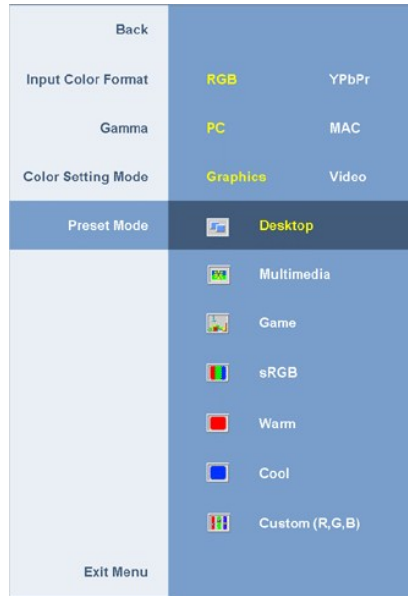 Back
Input Color Format RGB YPbPr
Gamma PC MAC
Color Setting Mode Graphics Video
Preset Mode Desktop
Multimedia
Game
sRGB
Warm
Cool
Custom (R,G,B)
Exit Menu